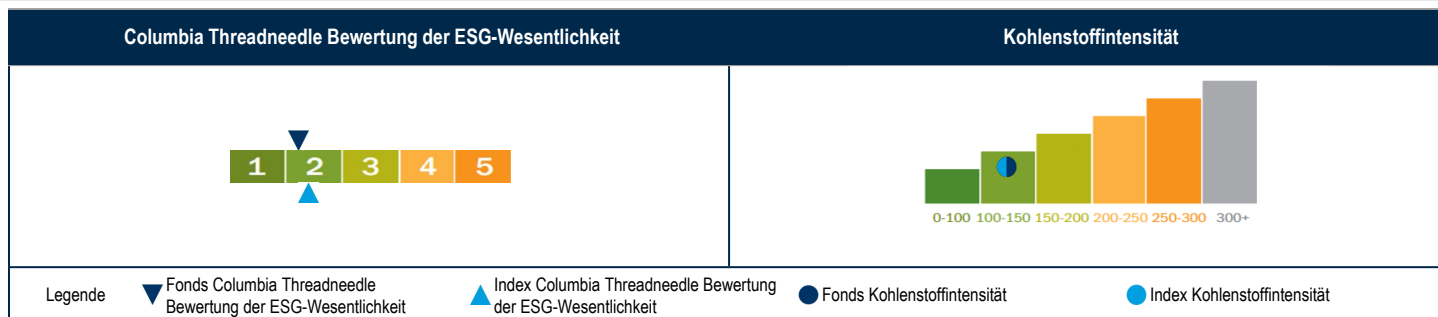 Columbia Threadneedle Bewertung der ESG-Wesentlichkeit
Kohlenstoffintensität
1 2 3 4 5
0-100 100-150 150-200 200-250 250-300 300+
Legende
Fonds Columbia Threadneedle
Bewertung der ESG-Wesentlichkeit
Index Columbia Threadneedle Bewertung
der ESG-Wesentlichkeit
Fonds Kohlenstoffintensität
Index Kohlenstoffintensität